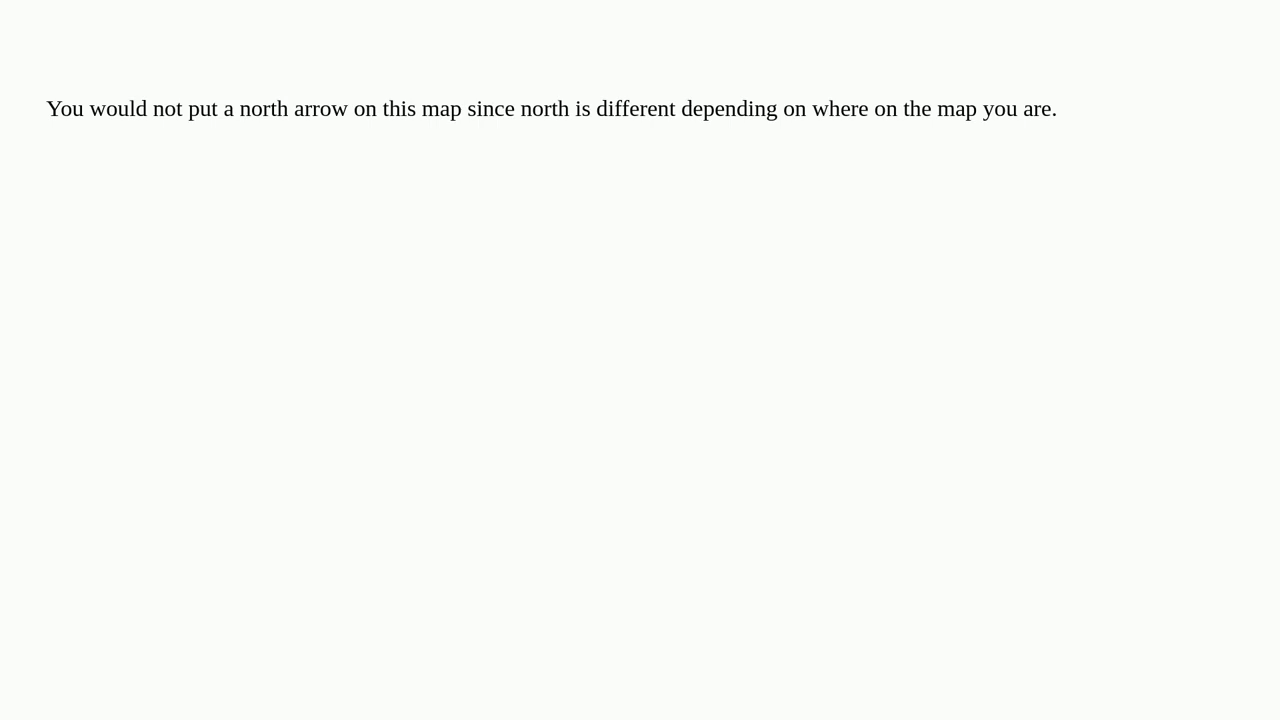 You would not put a north arrow on this map since north is different depending on where on the map you are.